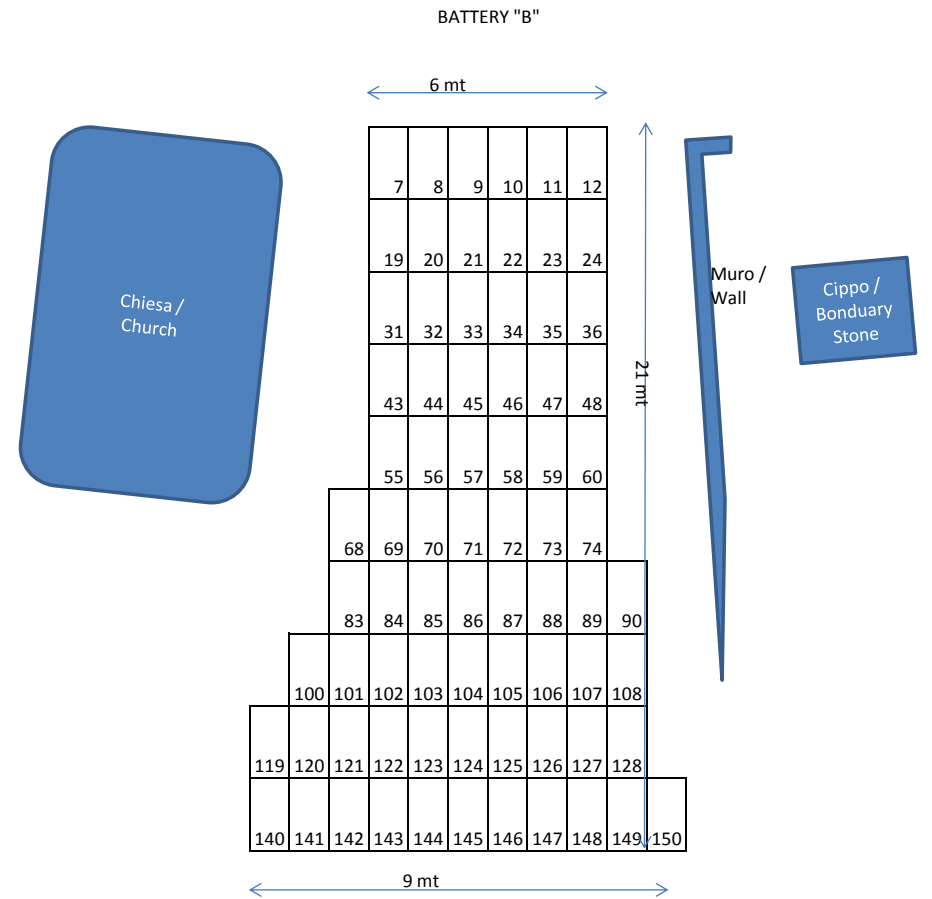 BATTERY "B"
6 mt
7 8 9 10 11 12
19 20 21 22 23 24
Muro /
Wall
Cippo /
Bonduary
Stone
Chiesa /
Church
31 32 33 34 35 36
21 mt
43 44 45 46 47 48
55 56 57 58 59 60
68 69 70 71 72 73 74
83 84 85 86 87 88 89 90
100 101 102 103 104 105 106 107 108
119 120 121 122 123 124 125 126 127 128
140 141 142 143 144 145 146 147 148 149 150
9 mt